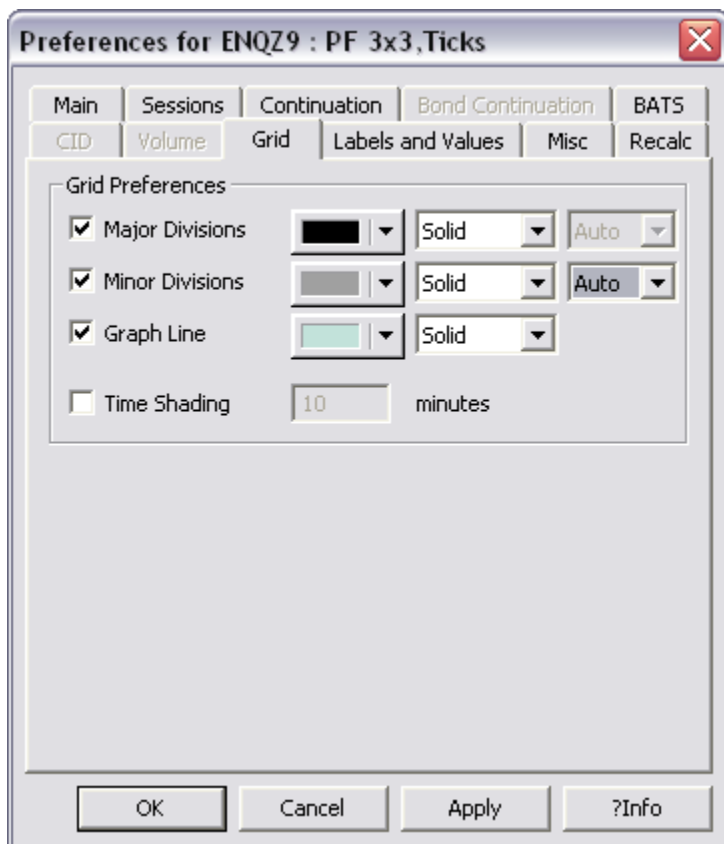 Preferences for ENQZ9 : PF 3x3,Ticks
Main Sessions Continuation Bond Continuation BATS
CID Volume Grid Labels and Values Misc Recalc
Grid Preferences
Major Divisions Solid Auto
Minor Divisions Solid Auto
Graph Line Solid
Time Shading 10 minutes
OK Cancel Apply ?Info